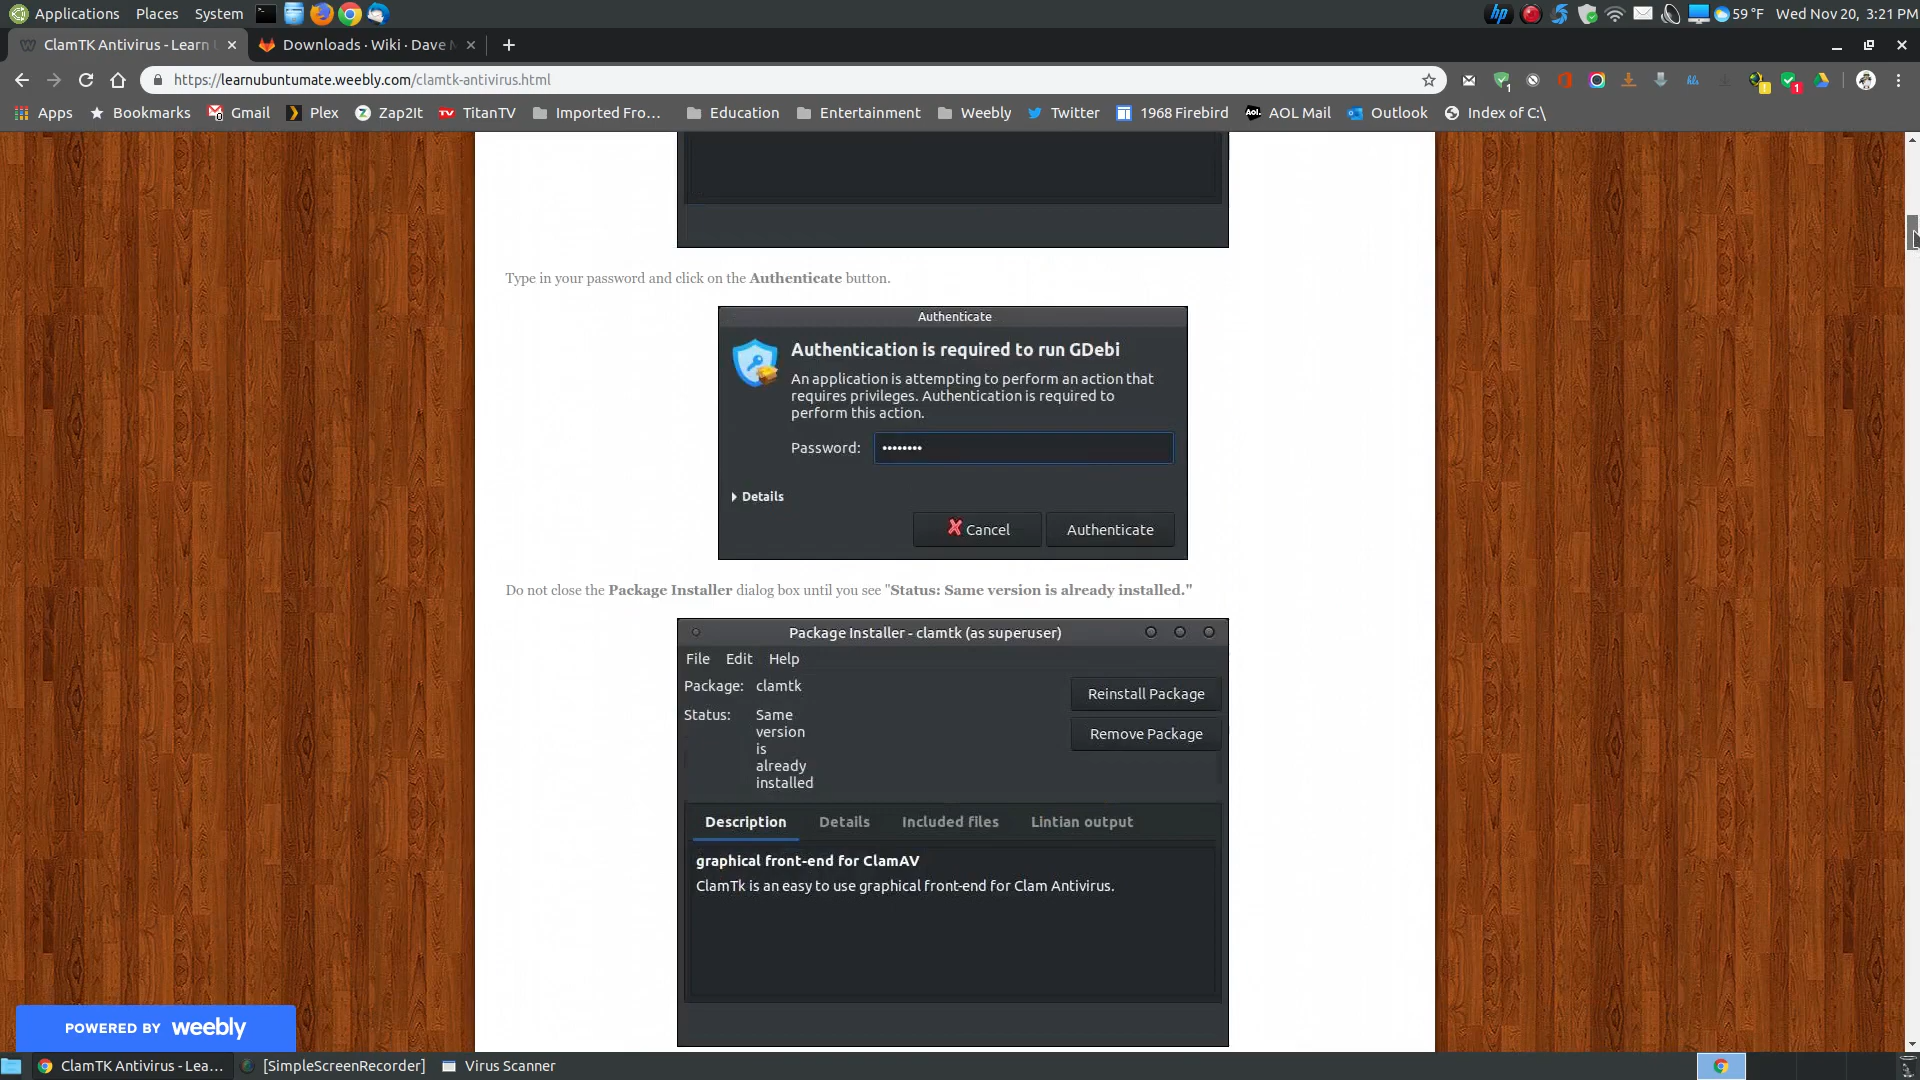 Applications Places System 59 °F Wed Nov 20, 3:21 PM
ClamTK Antivirus - Learn Downloads · Wiki · Dave
https://learnubuntumate.weebly.com/clamtk-antivirus.html
Apps Bookmarks Gmail Plex Zap2It TitanTV Imported Fro... Education Entertainment Weebly Twitter 1968 Firebird AOL Mail Outlook Index of C:\
Type in your password and click on the Authenticate button.
Authenticate
Authentication is required to run GDebi
An application is attempting to perform an action that
requires privileges. Authentication is required to
perform this action.
Password: ••••••••
Details
Cancel Authenticate
Do not close the Package Installer dialog box until you see "Status: Same version is already installed."
Package Installer - clamtk (as superuser)
File Edit Help
Package: clamtk
Reinstall Package
Status: Same
version
is
already
installed
Remove Package
Description Details Included files Lintian output
graphical front-end for ClamAV
ClamTk is an easy to use graphical front-end for Clam Antivirus.
POWERED BY weebly
ClamTK Antivirus - Lea... [SimpleScreenRecorder] Virus Scanner